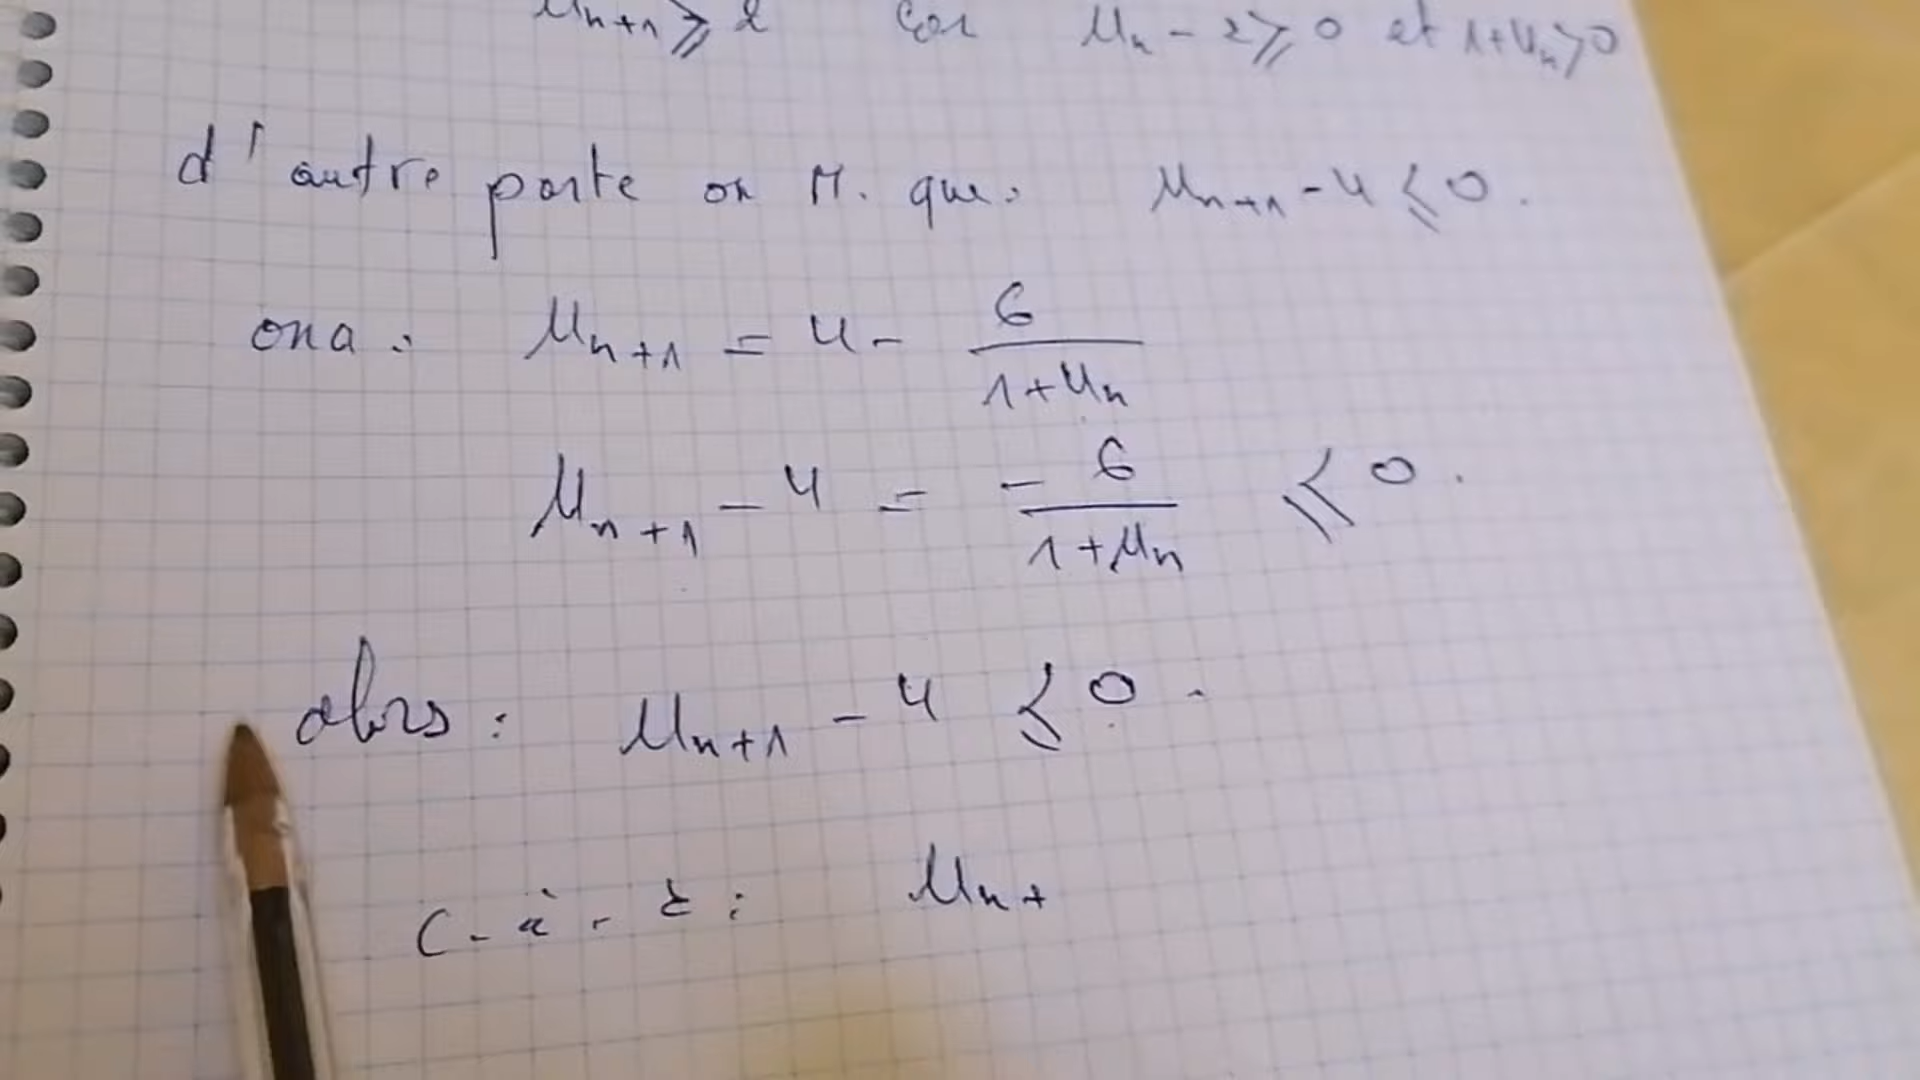 Un+1 ⩾ 2 car Un - 2 ⩾ 0 et 1+Un > 0
d'autre parte on M. que: Un+1 - 4 ⩽ 0.
on a: Un+1 = 4 - 6/(1+Un)
Un+1 - 4 = -6/(1+Un) ⩽ 0.
alors: Un+1 - 4 ⩽ 0.
c-à-d: Un+